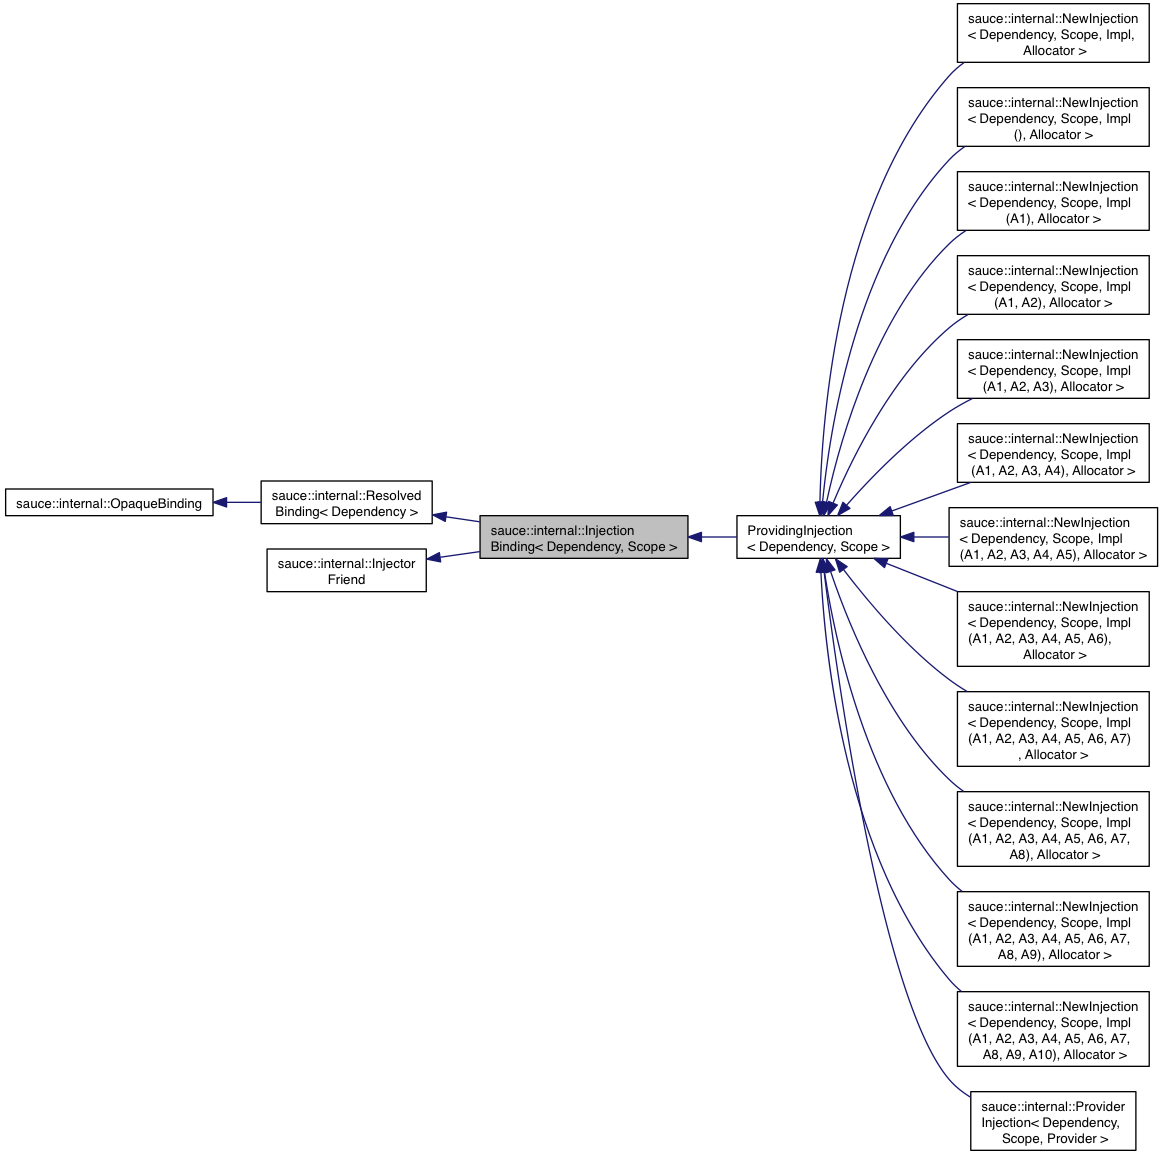 sauce::internal::OpaqueBinding
sauce::internal::Resolved
Binding< Dependency >
sauce::internal::Injector
Friend
sauce::internal::Injection
Binding< Dependency, Scope >
ProvidingInjection
< Dependency, Scope >
sauce::internal::NewInjection
< Dependency, Scope, Impl,
Allocator >
sauce::internal::NewInjection
< Dependency, Scope, Impl
(), Allocator >
sauce::internal::NewInjection
< Dependency, Scope, Impl
(A1), Allocator >
sauce::internal::NewInjection
< Dependency, Scope, Impl
(A1, A2), Allocator >
sauce::internal::NewInjection
< Dependency, Scope, Impl
(A1, A2, A3), Allocator >
sauce::internal::NewInjection
< Dependency, Scope, Impl
(A1, A2, A3, A4), Allocator >
sauce::internal::NewInjection
< Dependency, Scope, Impl
(A1, A2, A3, A4, A5), Allocator >
sauce::internal::NewInjection
< Dependency, Scope, Impl
(A1, A2, A3, A4, A5, A6),
Allocator >
sauce::internal::NewInjection
< Dependency, Scope, Impl
(A1, A2, A3, A4, A5, A6, A7)
, Allocator >
sauce::internal::NewInjection
< Dependency, Scope, Impl
(A1, A2, A3, A4, A5, A6, A7,
A8), Allocator >
sauce::internal::NewInjection
< Dependency, Scope, Impl
(A1, A2, A3, A4, A5, A6, A7,
A8, A9), Allocator >
sauce::internal::NewInjection
< Dependency, Scope, Impl
(A1, A2, A3, A4, A5, A6, A7,
A8, A9, A10), Allocator >
sauce::internal::Provider
Injection< Dependency,
Scope, Provider >